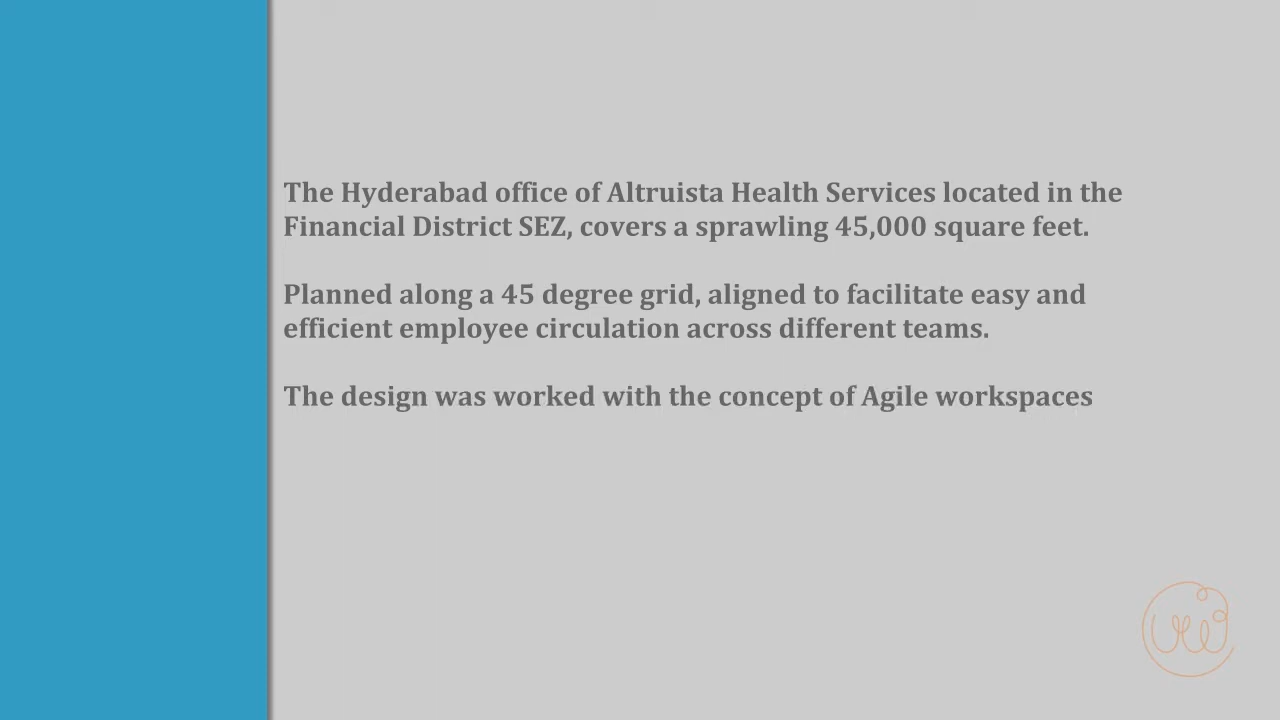 The Hyderabad office of Altruista Health Services located in the
Financial District SEZ, covers a sprawling 45,000 square feet.
Planned along a 45 degree grid, aligned to facilitate easy and
efficient employee circulation across different teams.
The design was worked with the concept of Agile workspaces